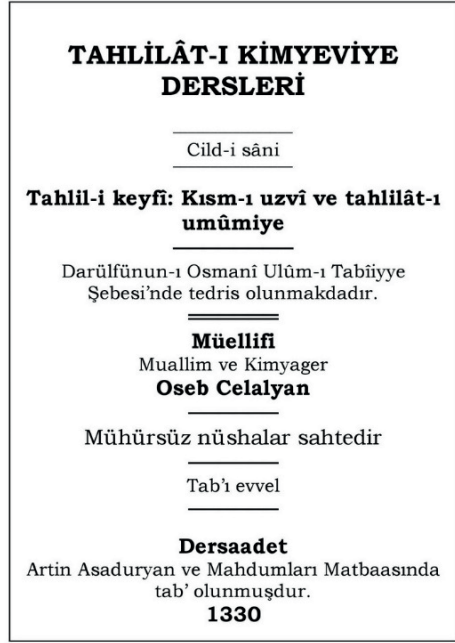 TAHLİLÂT-I KİMYEVİYE
DERSLERİ
Cild-i sâni
Tahlil-i keyfî: Kısm-ı uzvî ve tahlilât-ı
umûmiye
Darülfünun-ı Osmanî Ulûm-ı Tabîiyye
Şebesi’nde tedris olunmakdadır.
Müellifi
Muallim ve Kimyager
Oseb Celalyan
Mühürsüz nüshalar sahtedir
Tab’ı evvel
Dersaadet
Artin Asaduryan ve Mahdumları Matbaasında
tab’ olunmuşdur.
1330